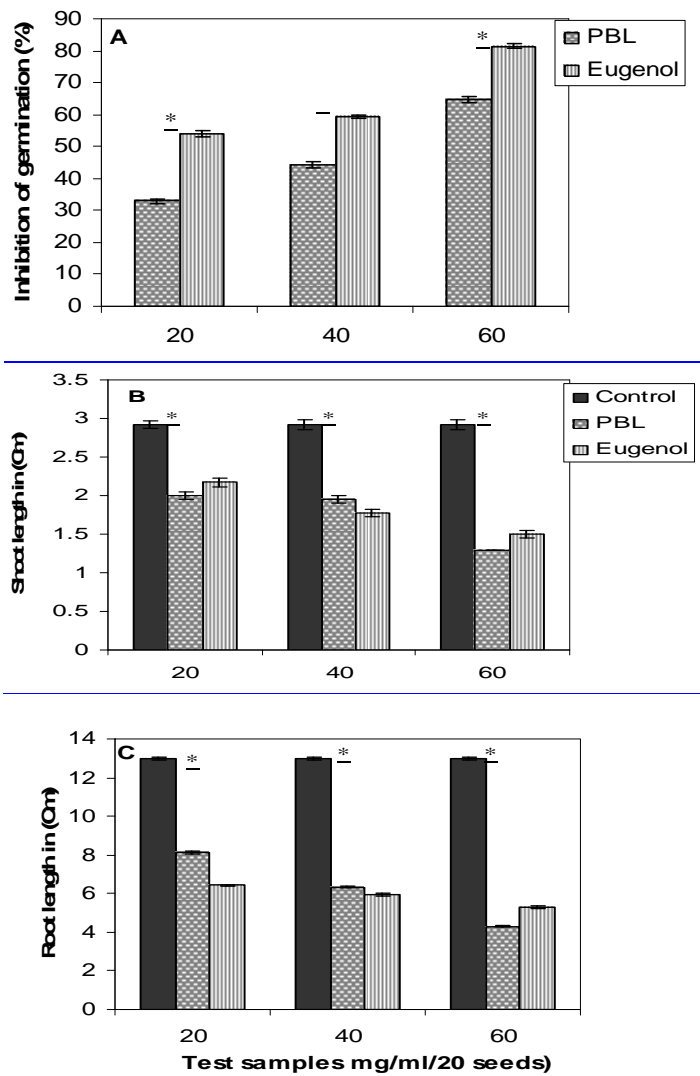 A
PBL
Eugenol
Inhibition of germination (%)
90
80
70
60
50
40
30
20
10
0
*
*
20 40 60
B
Control
PBL
Eugenol
Shoot length in (Cm)
3.5
3
2.5
2
1.5
1
0.5
0
* * *
20 40 60
C
Root length in (Cm)
14
12
10
8
6
4
2
0
* * *
20 40 60
Test samples mg/ml/20 seeds)